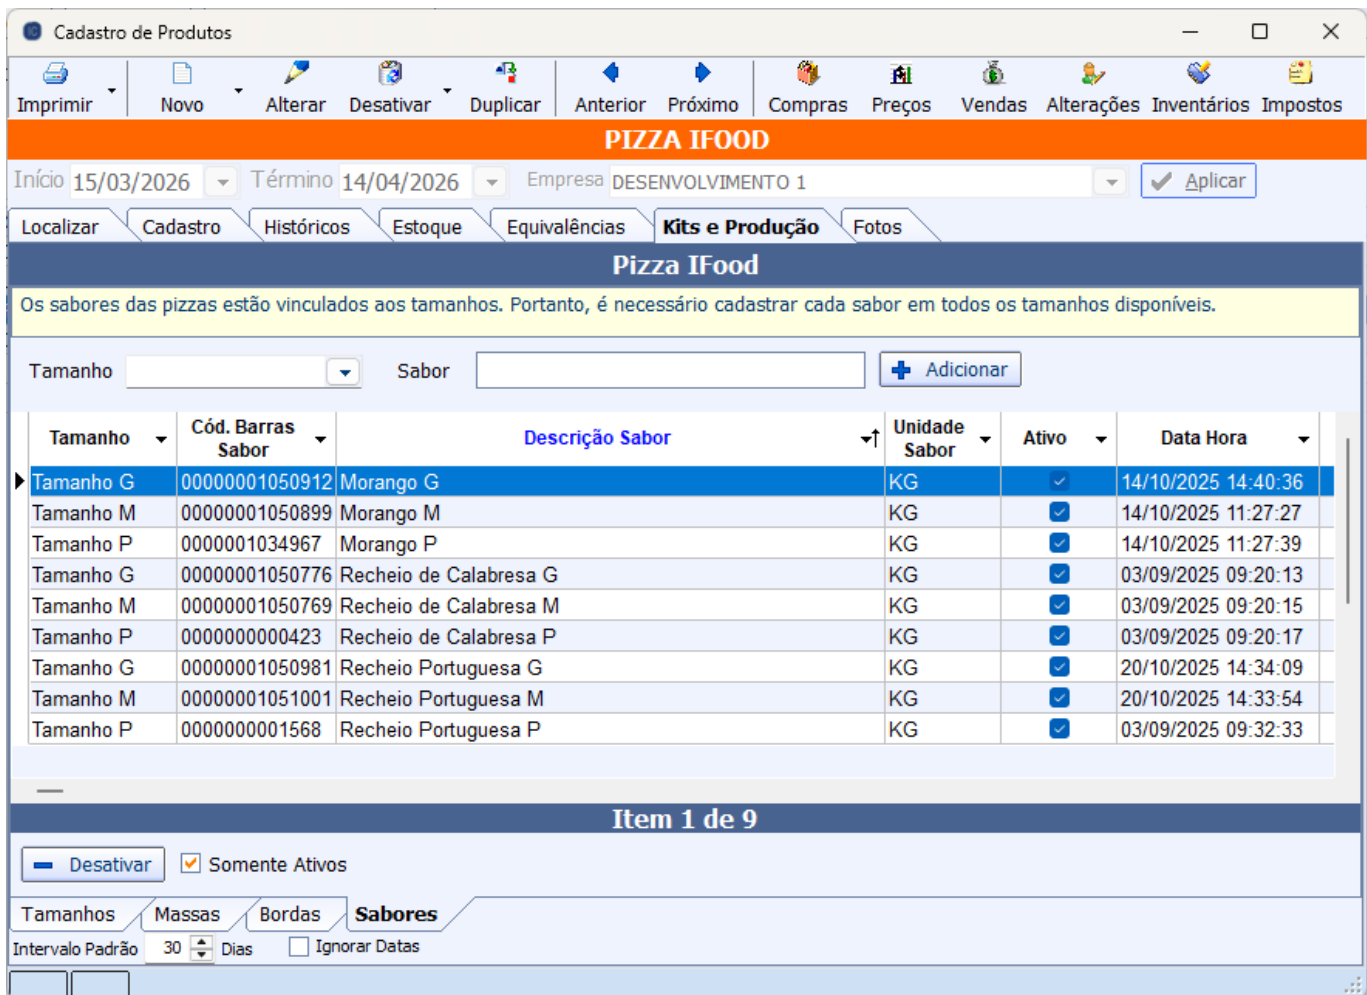 Cadastro de Produtos
Imprimir Novo Alterar Desativar Duplicar Anterior Próximo Compras Preços Vendas Alterações Inventários Impostos
PIZZA IFOOD
Início 15/03/2026 Término 14/04/2026 Empresa DESENVOLVIMENTO 1 Aplicar
Localizar Cadastro Históricos Estoque Equivalências Kits e Produção Fotos
Pizza IFood
Os sabores das pizzas estão vinculados aos tamanhos. Portanto, é necessário cadastrar cada sabor em todos os tamanhos disponíveis.
Tamanho Sabor Adicionar
Tamanho Cód. Barras Sabor Descrição Sabor Unidade Sabor Ativo Data Hora
Tamanho G 00000001050912 Morango G KG 14/10/2025 14:40:36
Tamanho M 00000001050899 Morango M KG 14/10/2025 11:27:27
Tamanho P 0000001034967 Morango P KG 14/10/2025 11:27:39
Tamanho G 00000001050776 Recheio de Calabresa G KG 03/09/2025 09:20:13
Tamanho M 00000001050769 Recheio de Calabresa M KG 03/09/2025 09:20:15
Tamanho P 0000000000423 Recheio de Calabresa P KG 03/09/2025 09:20:17
Tamanho G 00000001050981 Recheio Portuguesa G KG 20/10/2025 14:34:09
Tamanho M 00000001051001 Recheio Portuguesa M KG 20/10/2025 14:33:54
Tamanho P 0000000001568 Recheio Portuguesa P KG 03/09/2025 09:32:33
Item 1 de 9
Desativar Somente Ativos
Tamanhos Massas Bordas Sabores
Intervalo Padrão 30 Dias Ignorar Datas